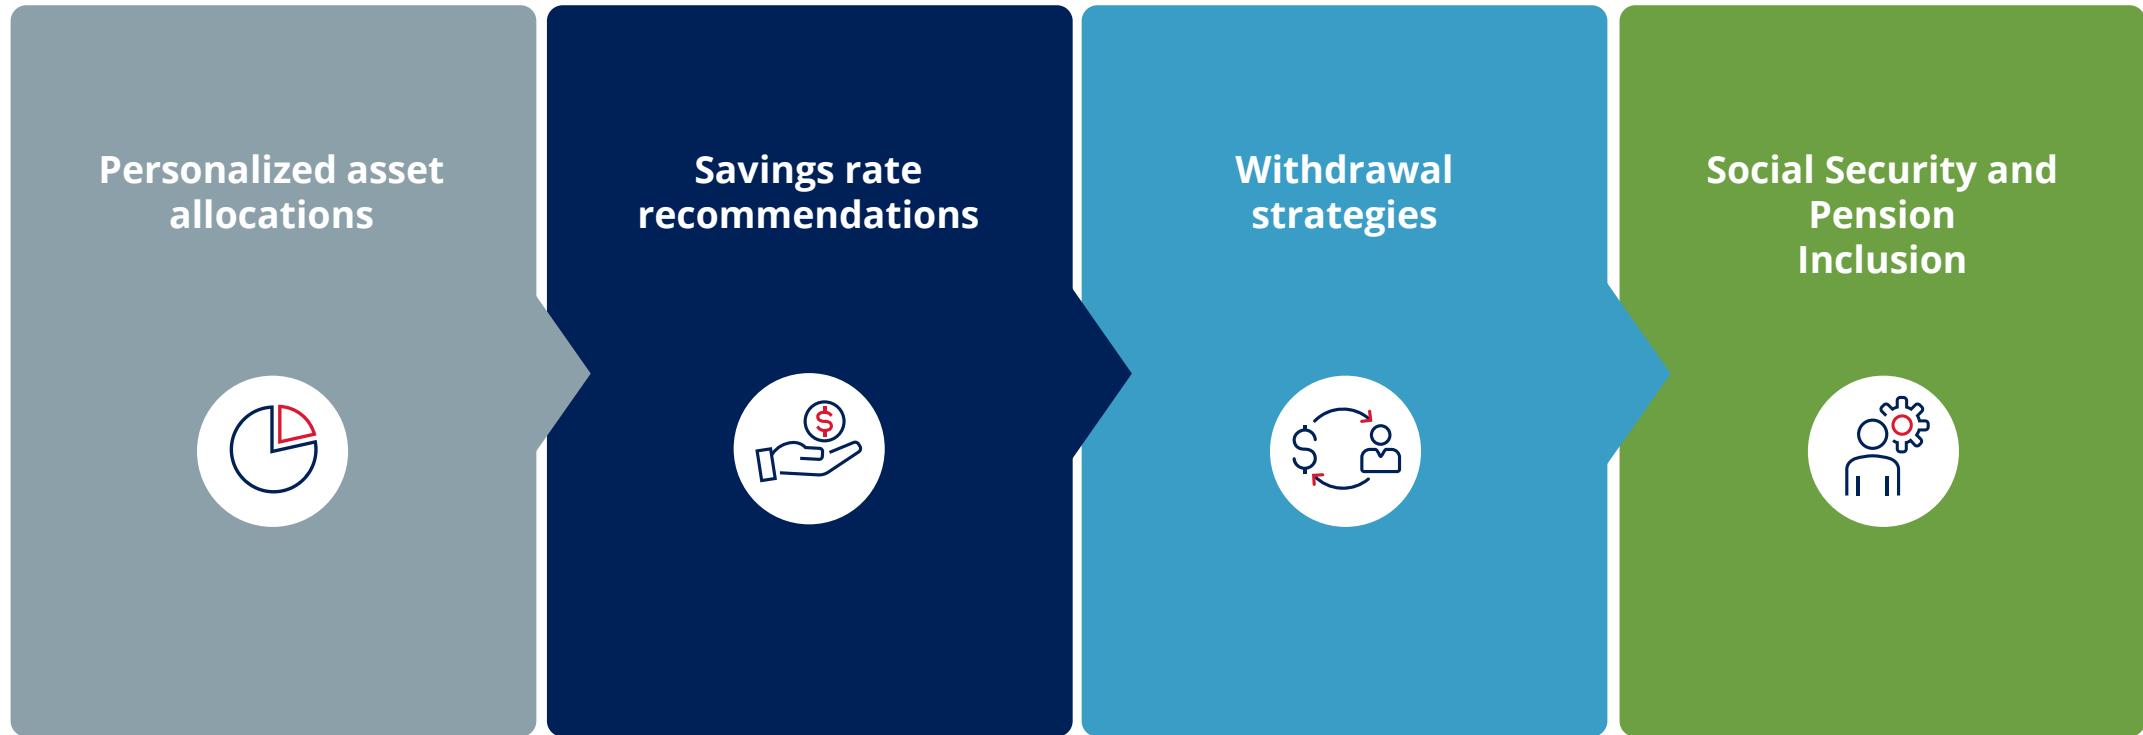 Personalized asset
allocations
Savings rate
recommendations
Withdrawal
strategies
Social Security and
Pension
Inclusion
$
$